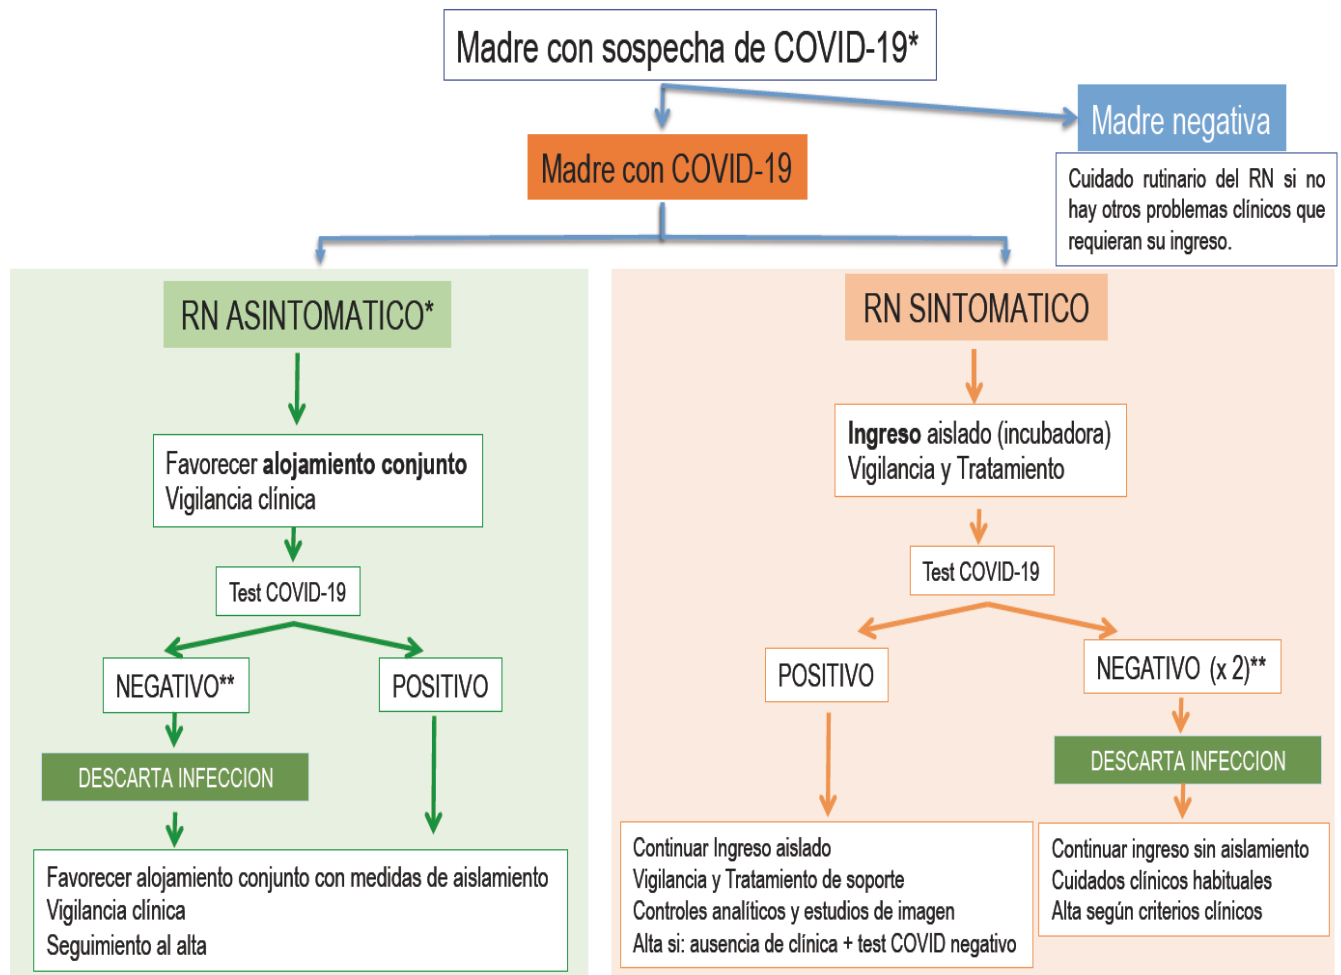 Madre con sospecha de COVID-19*
Madre negativa
Cuidado rutinario del RN si no
hay otros problemas clínicos que
requieran su ingreso.
Madre con COVID-19
RN ASINTOMATICO*
Favorecer alojamiento conjunto
Vigilancia clínica
Test COVID-19
NEGATIVO**
POSITIVO
DESCARTA INFECCION
Favorecer alojamiento conjunto con medidas de aislamiento
Vigilancia clínica
Seguimiento al alta
RN SINTOMATICO
Ingreso aislado (incubadora)
Vigilancia y Tratamiento
Test COVID-19
POSITIVO
NEGATIVO (x 2)**
DESCARTA INFECCION
Continuar Ingreso aislado
Vigilancia y Tratamiento de soporte
Controles analíticos y estudios de imagen
Alta si: ausencia de clínica + test COVID negativo
Continuar ingreso sin aislamiento
Cuidados clínicos habituales
Alta según criterios clínicos